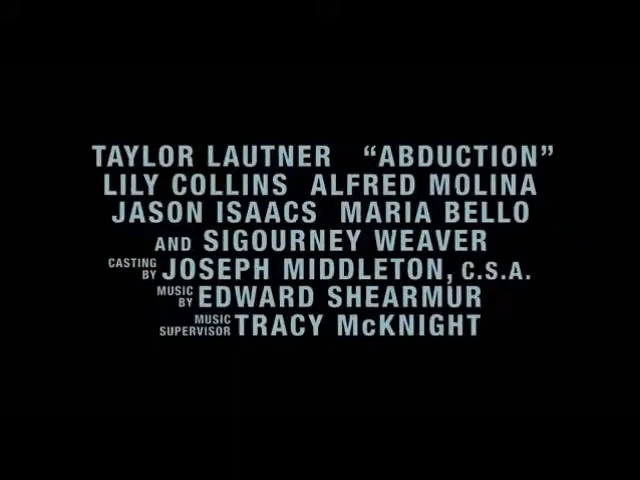 TAYLOR LAUTNER “ABDUCTION”
LILY COLLINS ALFRED MOLINA
JASON ISAACS MARIA BELLO
AND SIGOURNEY WEAVER
CASTING BY JOSEPH MIDDLETON, C.S.A.
MUSIC BY EDWARD SHEARMUR
MUSIC SUPERVISOR TRACY McKNIGHT